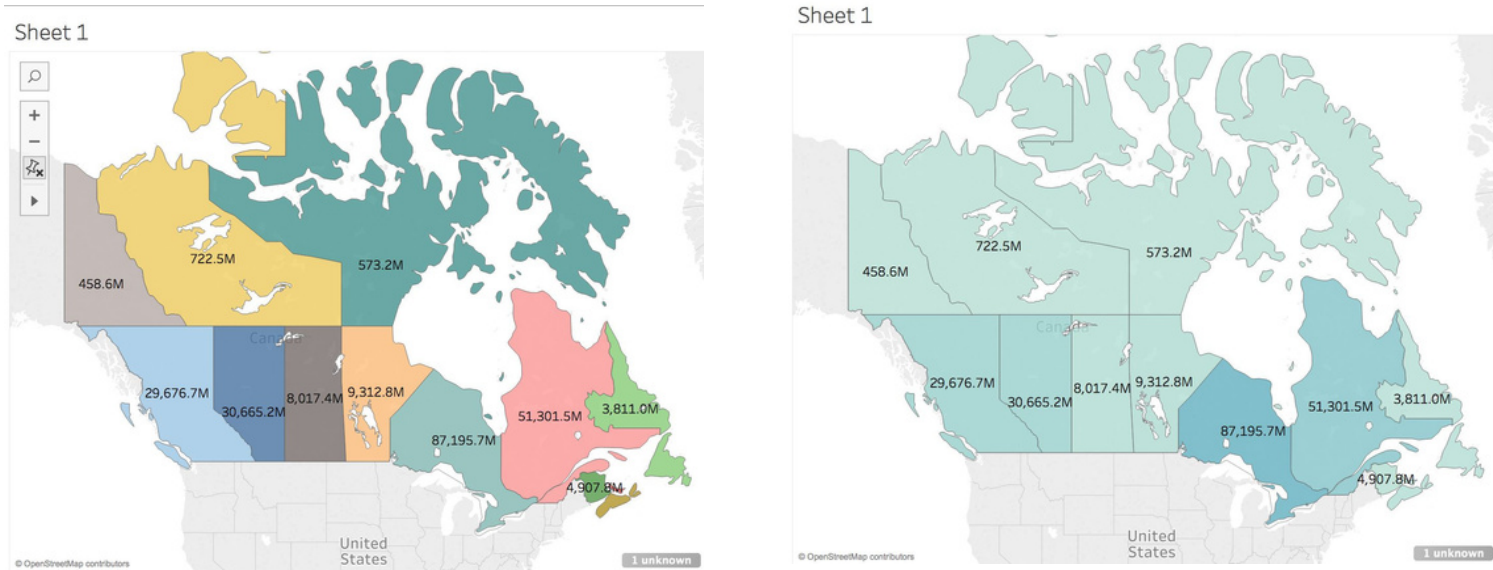 Sheet 1
722.5M
573.2M
458.6M
Canada
29,676.7M
30,665.2M
8,017.4M
9,312.8M
87,195.7M
51,301.5M
3,811.0M
4,907.8M
United
States
© OpenStreetMap contributors
1 unknown
Sheet 1
722.5M
573.2M
458.6M
Canada
29,676.7M
30,665.2M
8,017.4M
9,312.8M
87,195.7M
51,301.5M
3,811.0M
4,907.8M
United
States
© OpenStreetMap contributors
1 unknown